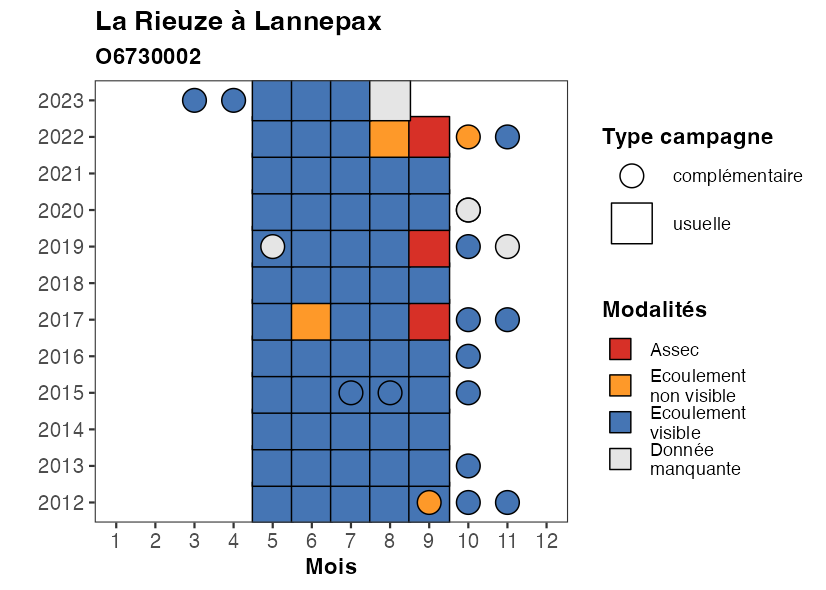 La Rieuze à Lannepax
O6730002
2023
2022
2021
2020
2019
2018
2017
2016
2015
2014
2013
2012
1 2 3 4 5 6 7 8 9 10 11 12
Mois
Type campagne
complémentaire
usuelle
Modalités
Assec
Ecoulement
non visible
Ecoulement
visible
Donnée
manquante